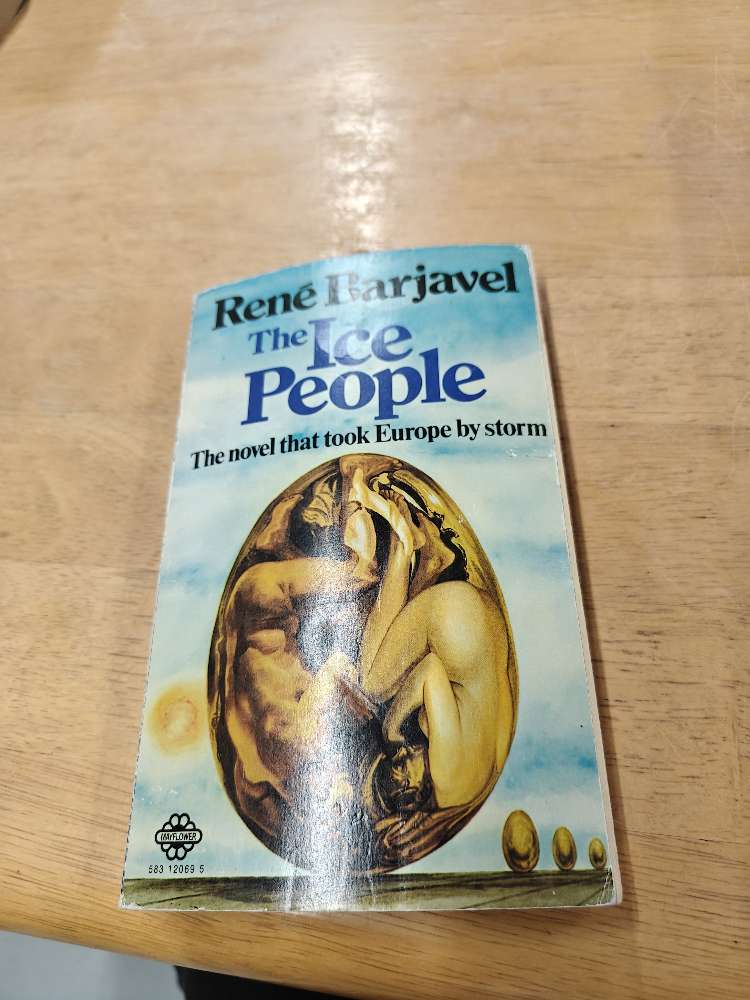 René Barjavel
The Ice
People
The novel that took Europe by storm
MAYFLOWER
583 12069 5